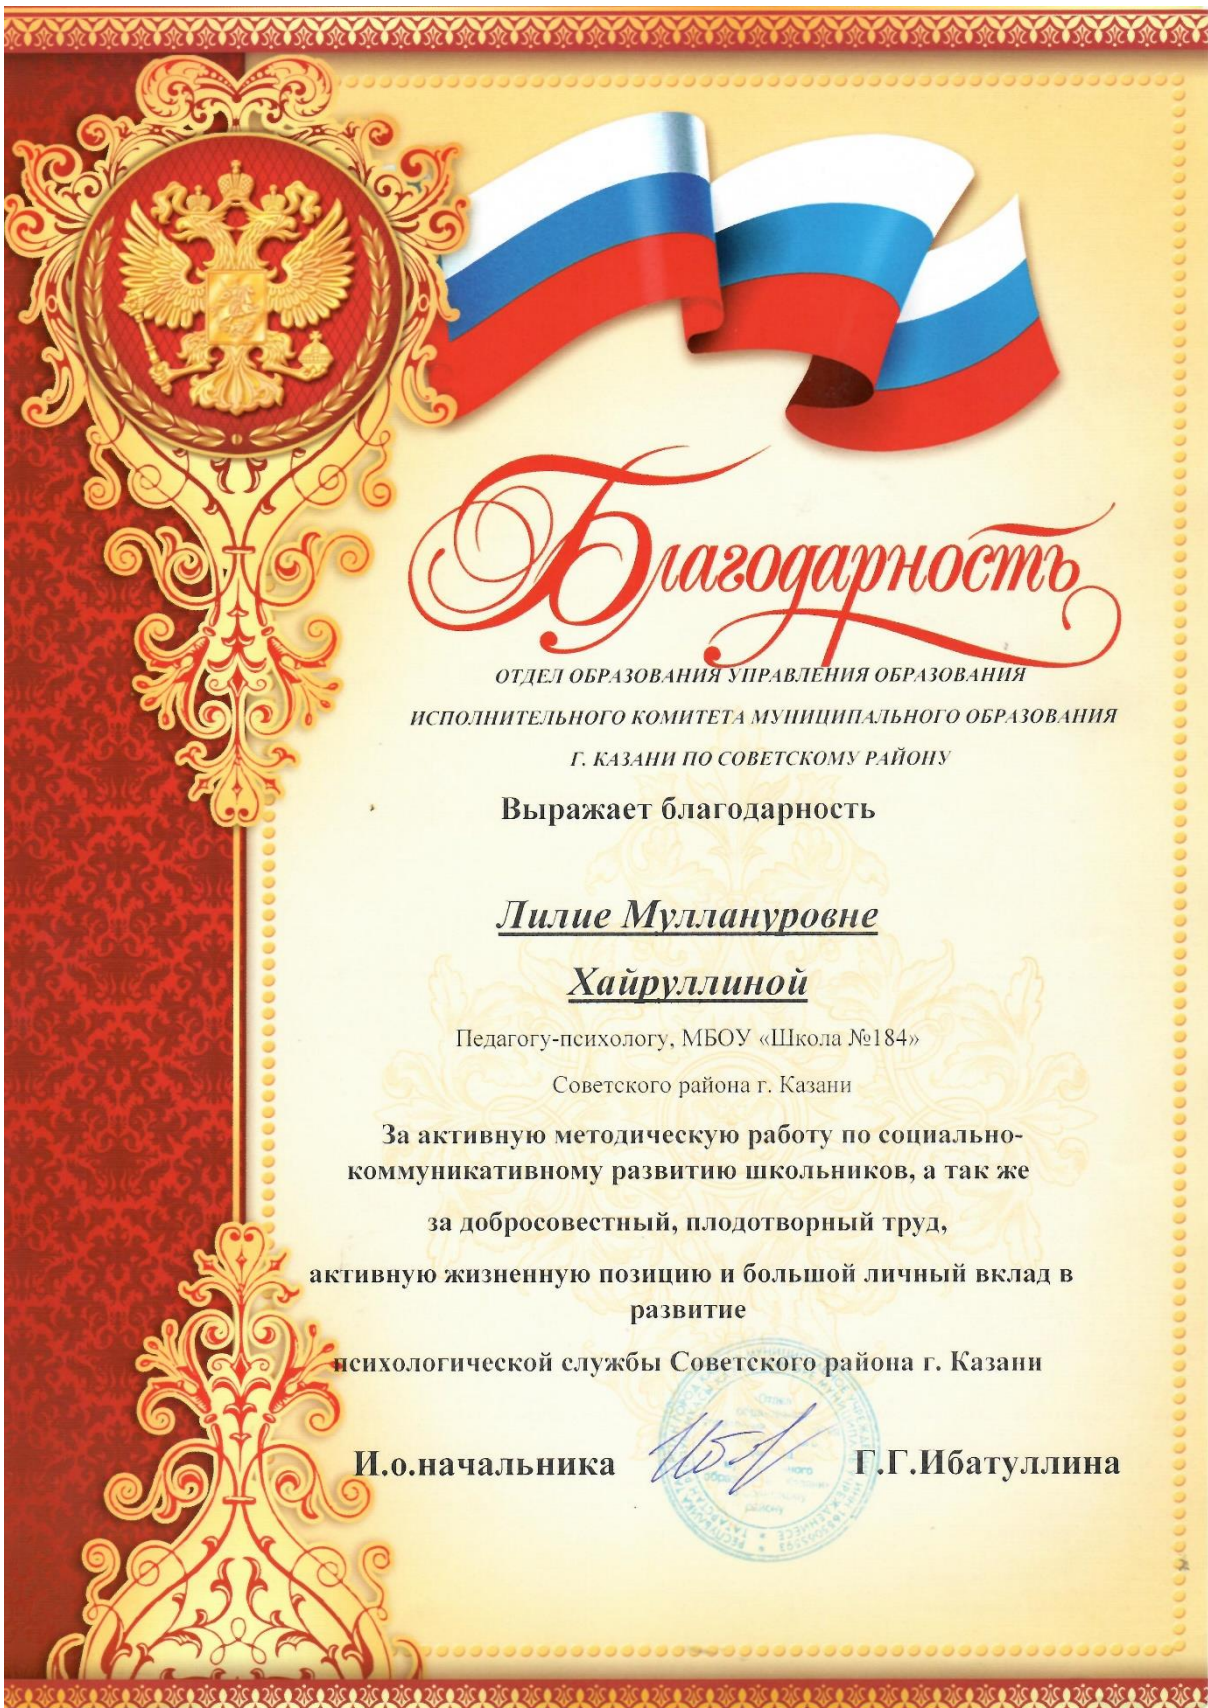 Благодарность
ОТДЕЛ ОБРАЗОВАНИЯ УПРАВЛЕНИЯ ОБРАЗОВАНИЯ
ИСПОЛНИТЕЛЬНОГО КОМИТЕТА МУНИЦИПАЛЬНОГО ОБРАЗОВАНИЯ
Г. КАЗАНИ ПО СОВЕТСКОМУ РАЙОНУ
Выражает благодарность
Лилие Муллануровне
Хайруллиной
Педагогу-психологу, МБОУ «Школа №184»
Советского района г. Казани
За активную методическую работу по социально-
коммуникативному развитию школьников, а так же
за добросовестный, плодотворный труд,
активную жизненную позицию и большой личный вклад в
развитие
психологической службы Советского района г. Казани
И.о.начальника Г.Г.Ибатуллина